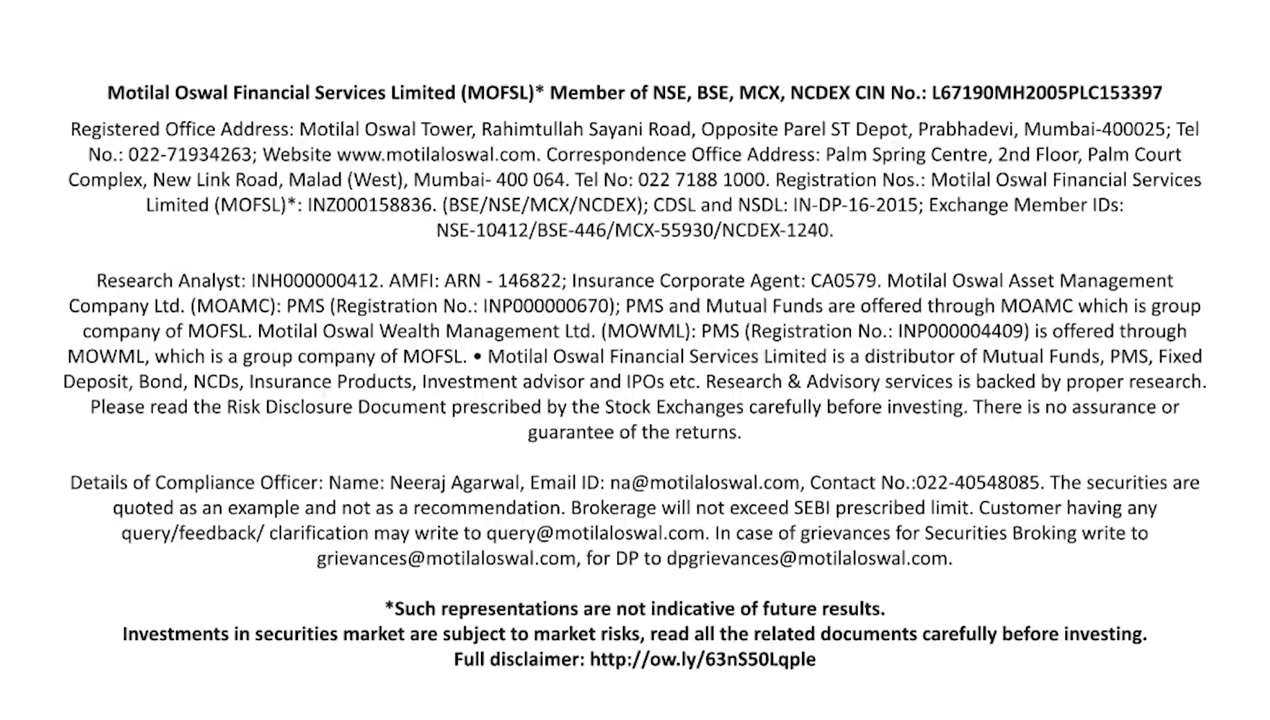 Motilal Oswal Financial Services Limited (MOFSL)* Member of NSE, BSE, MCX, NCDEX CIN No.: L67190MH2005PLC153397
Registered Office Address: Motilal Oswal Tower, Rahimtullah Sayani Road, Opposite Parel ST Depot, Prabhadevi, Mumbai-400025; Tel
No.: 022-71934263; Website www.motilaloswal.com. Correspondence Office Address: Palm Spring Centre, 2nd Floor, Palm Court
Complex, New Link Road, Malad (West), Mumbai- 400 064. Tel No: 022 7188 1000. Registration Nos.: Motilal Oswal Financial Services
Limited (MOFSL)*: INZ000158836. (BSE/NSE/MCX/NCDEX); CDSL and NSDL: IN-DP-16-2015; Exchange Member IDs:
NSE-10412/BSE-446/MCX-55930/NCDEX-1240.
Research Analyst: INH000000412. AMFI: ARN - 146822; Insurance Corporate Agent: CA0579. Motilal Oswal Asset Management
Company Ltd. (MOAMC): PMS (Registration No.: INP000000670); PMS and Mutual Funds are offered through MOAMC which is group
company of MOFSL. Motilal Oswal Wealth Management Ltd. (MOWML): PMS (Registration No.: INP000004409) is offered through
MOWML, which is a group company of MOFSL. • Motilal Oswal Financial Services Limited is a distributor of Mutual Funds, PMS, Fixed
Deposit, Bond, NCDs, Insurance Products, Investment advisor and IPOs etc. Research & Advisory services is backed by proper research.
Please read the Risk Disclosure Document prescribed by the Stock Exchanges carefully before investing. There is no assurance or
guarantee of the returns.
Details of Compliance Officer: Name: Neeraj Agarwal, Email ID: na@motilaloswal.com, Contact No.:022-40548085. The securities are
quoted as an example and not as a recommendation. Brokerage will not exceed SEBI prescribed limit. Customer having any
query/feedback/ clarification may write to query@motilaloswal.com. In case of grievances for Securities Broking write to
grievances@motilaloswal.com, for DP to dpgrievances@motilaloswal.com.
*Such representations are not indicative of future results.
Investments in securities market are subject to market risks, read all the related documents carefully before investing.
Full disclaimer: http://ow.ly/63nS50Lqple